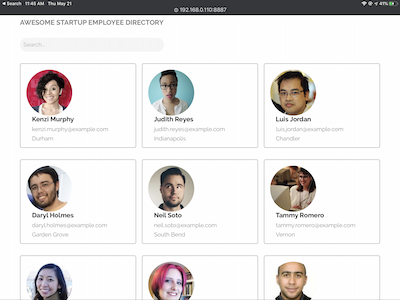 Search 11:45 AM Thu May 21
192.168.0.110:8887
41%
AWESOME STARTUP EMPLOYEE DIRECTORY
Search...
Kenzi Murphy
kenzi.murphy@example.com
Durham
Judith Reyes
judith.reyes@example.com
Indianapolis
Luis Jordan
luis.jordan@example.com
Chandler
Daryl Holmes
daryl.holmes@example.com
Garden Grove
Neil Soto
neil.soto@example.com
South Bend
Tammy Romero
tammy.romero@example.com
Vernon